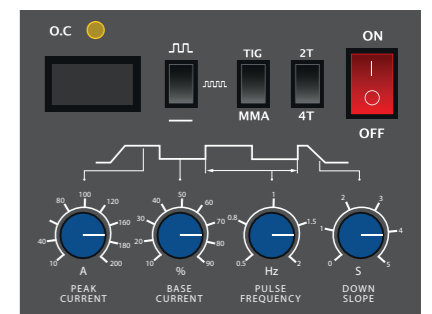 O.C
ON
TIG
2T
MMA
4T
OFF
10
40
80
100
120
160
180
200
A
PEAK
CURRENT
10
20
30
40
50
60
70
80
90
%
BASE
CURRENT
0.5
0.8
1
1.5
2
Hz
PULSE
FREQUENCY
0
1
2
3
4
5
S
DOWN
SLOPE